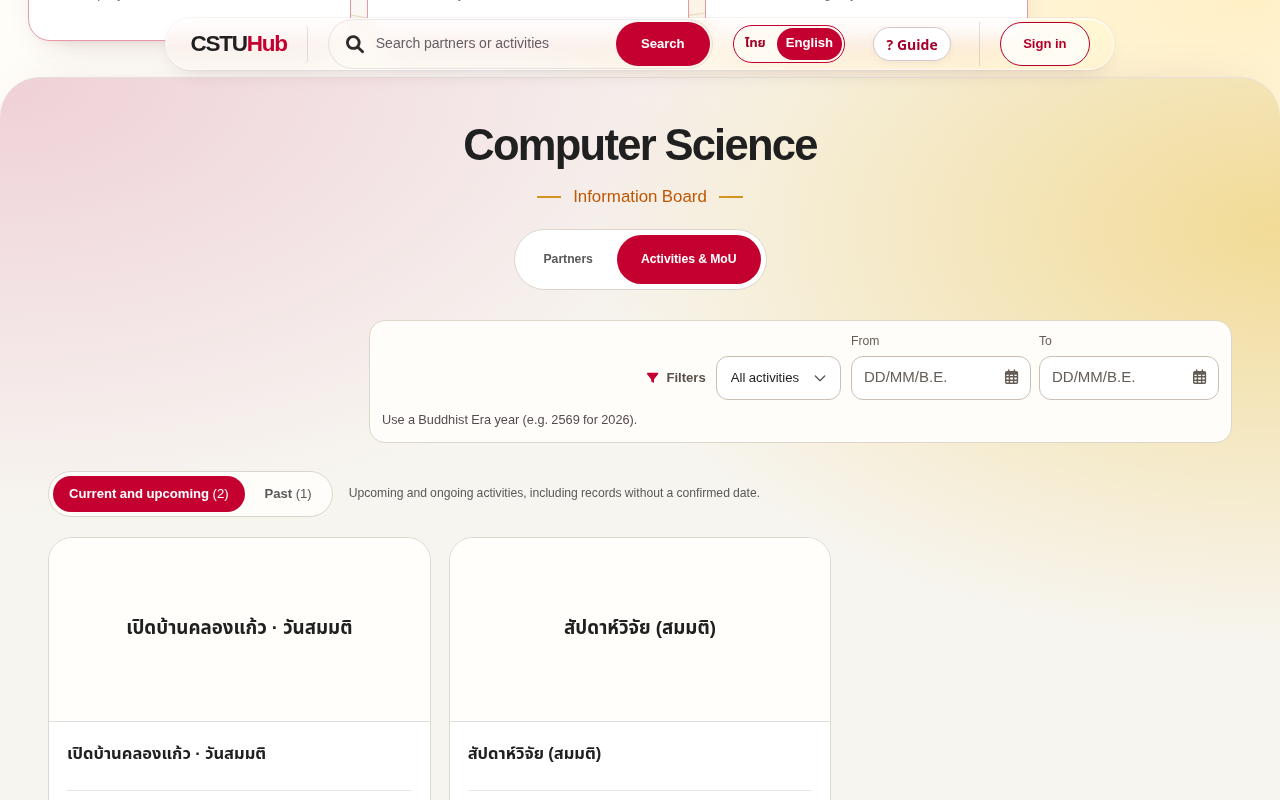 CSTUHub
Search partners or activities
Search
ไทย
English
? Guide
Sign in
Computer Science
Information Board
Partners
Activities & MoU
From
To
Filters
All activities
DD/MM/B.E.
DD/MM/B.E.
Use a Buddhist Era year (e.g. 2569 for 2026).
Current and upcoming (2)
Past (1)
Upcoming and ongoing activities, including records without a confirmed date.
เปิดบ้านคลองแก้ว · วันสมมติ
สัปดาห์วิจัย (สมมติ)
เปิดบ้านคลองแก้ว · วันสมมติ
สัปดาห์วิจัย (สมมติ)